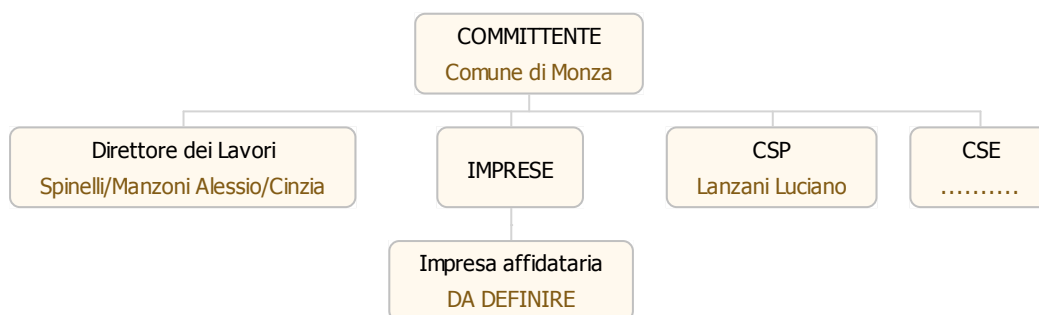 COMMITTENTE
Comune di Monza
Direttore dei Lavori
Spinelli/Manzoni Alessio/Cinzia
IMPRESE
CSP
Lanzani Luciano
CSE
..........
Impresa affidataria
DA DEFINIRE